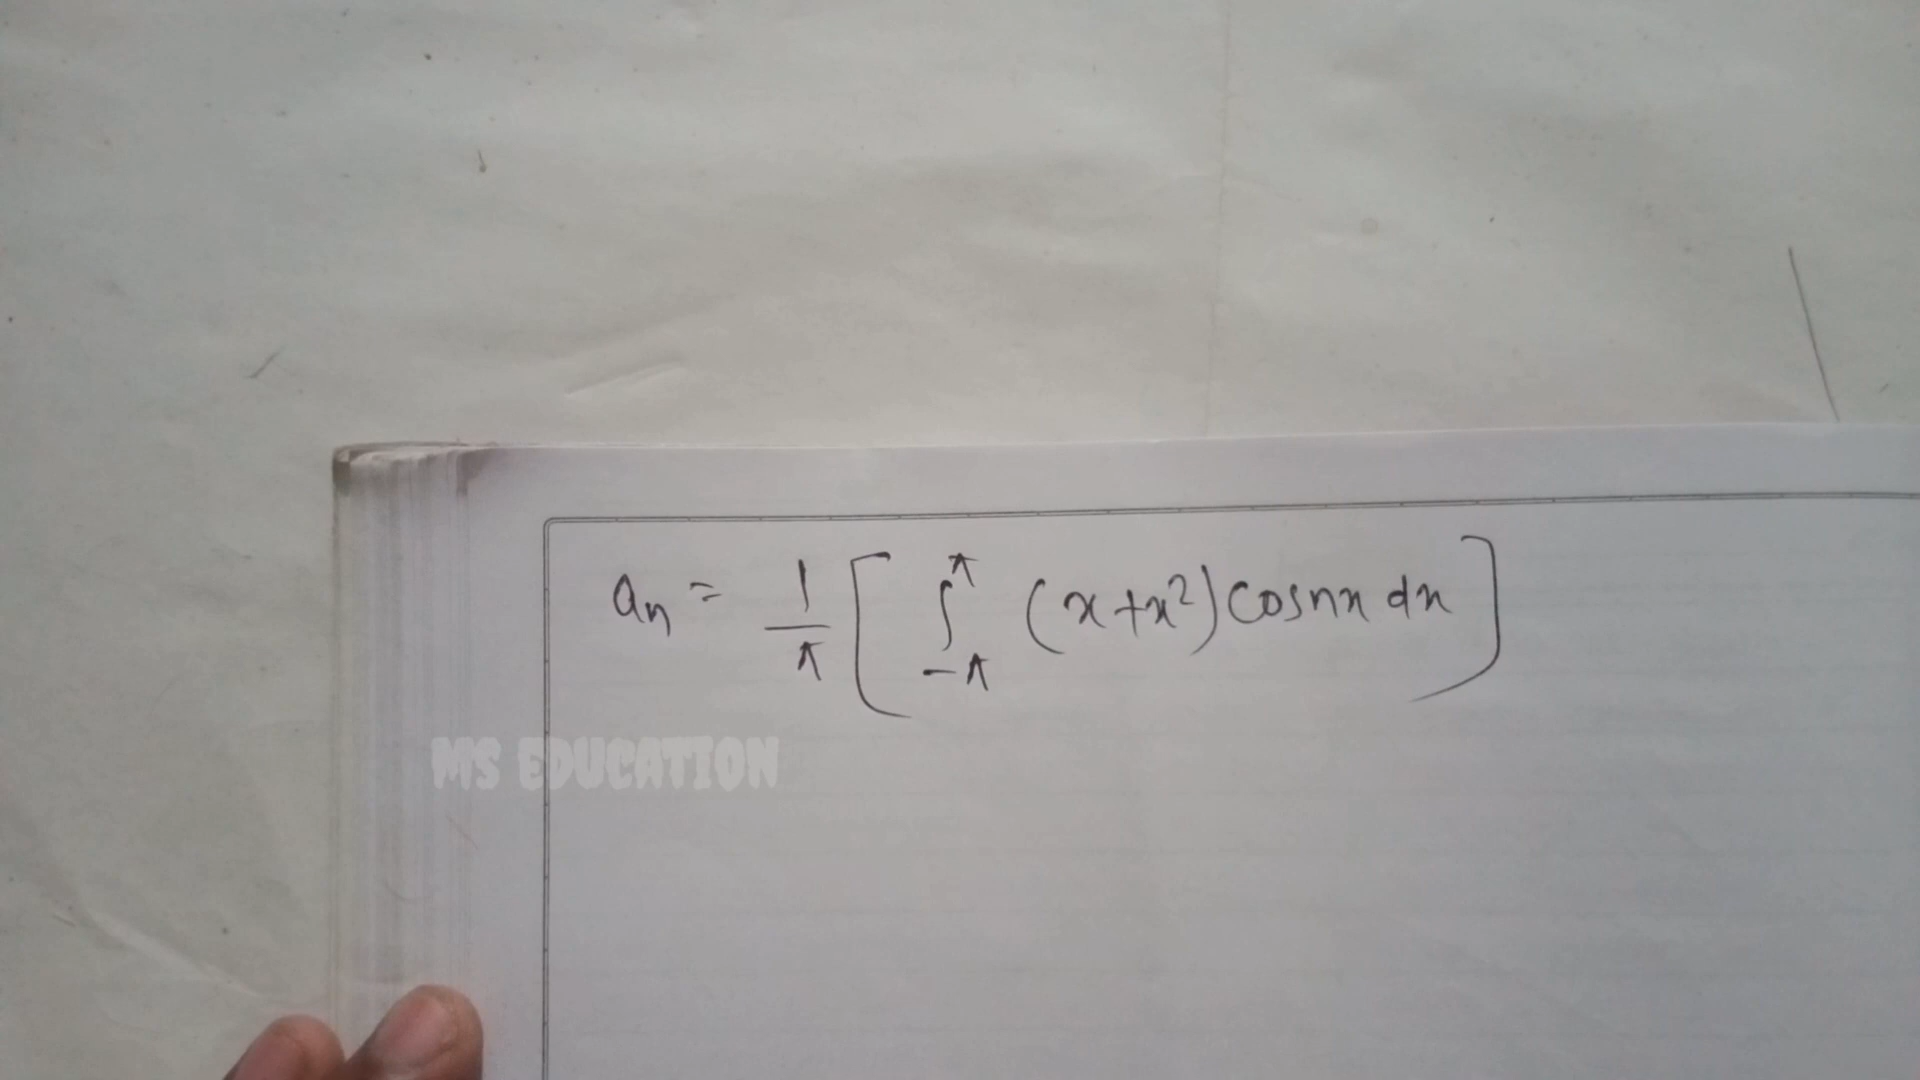 an = 1/π [ ∫_{-π}^{π} (x+x²) cosnx dx ]
MS EDUCATION